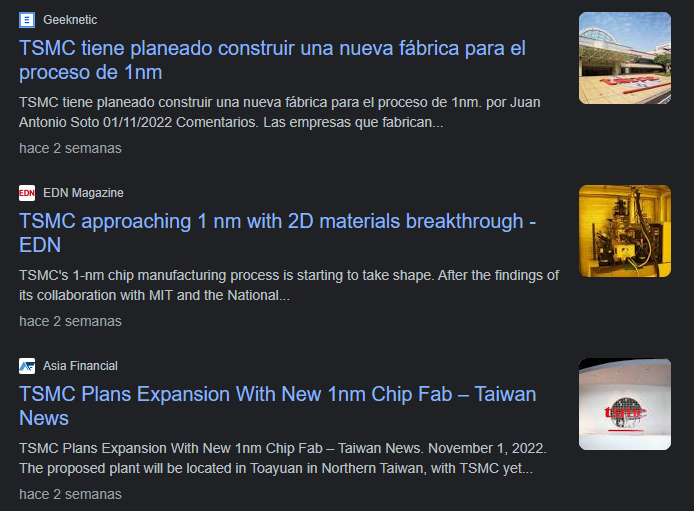 Geeknetic
TSMC tiene planeado construir una nueva fábrica para el
proceso de 1nm
TSMC tiene planeado construir una nueva fábrica para el proceso de 1nm. por Juan
Antonio Soto 01/11/2022 Comentarios. Las empresas que fabrican...
hace 2 semanas
EDN
EDN Magazine
TSMC approaching 1 nm with 2D materials breakthrough -
EDN
TSMC's 1-nm chip manufacturing process is starting to take shape. After the findings of
its collaboration with MIT and the National...
hace 2 semanas
Asia Financial
TSMC Plans Expansion With New 1nm Chip Fab – Taiwan
News
TSMC Plans Expansion With New 1nm Chip Fab – Taiwan News. November 1, 2022.
The proposed plant will be located in Toayuan in Northern Taiwan, with TSMC yet...
tsmc
hace 2 semanas